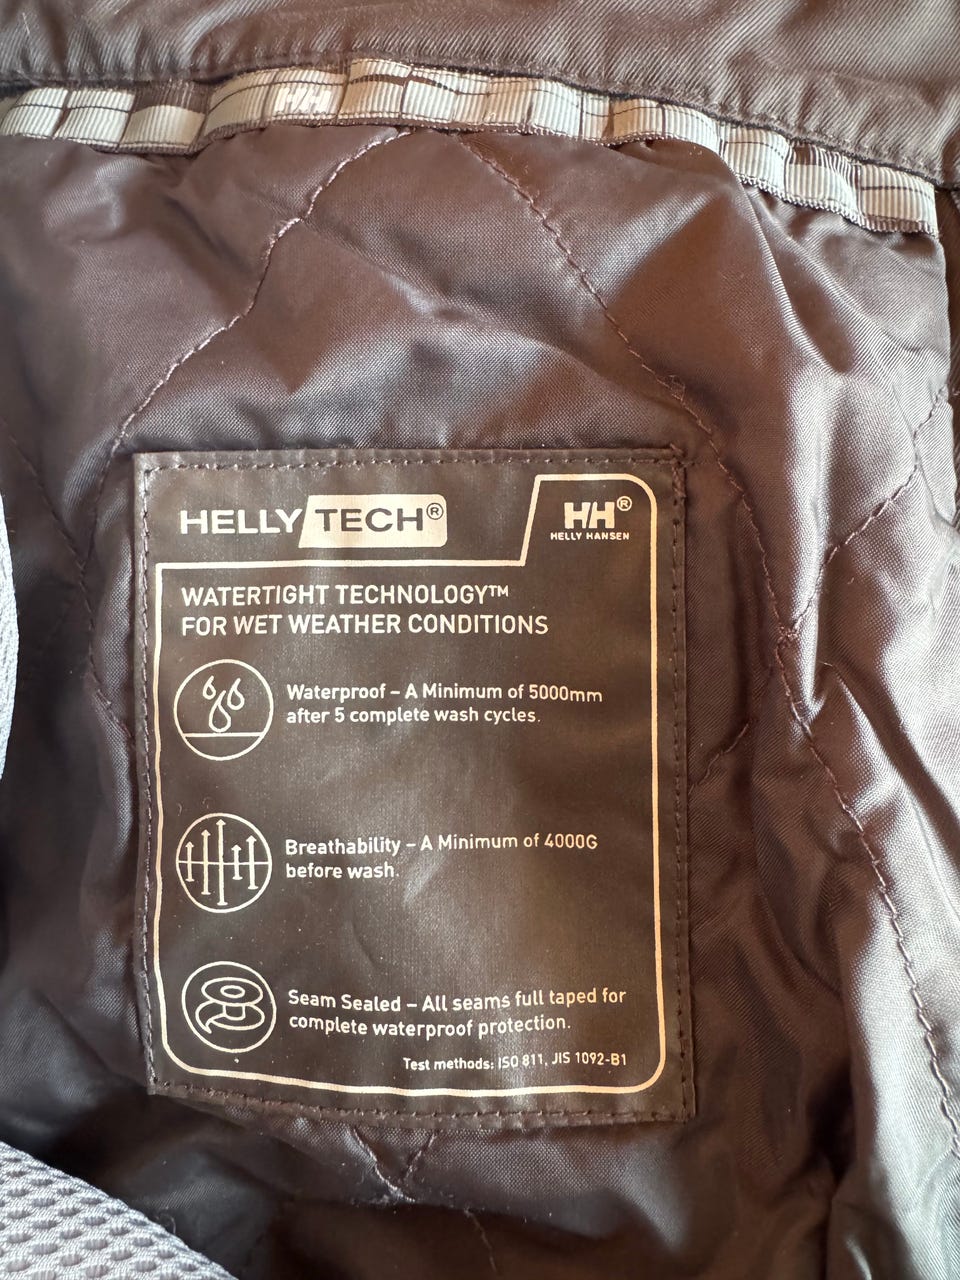 HH
HELLY TECH®
HH®
HELLY HANSEN
WATERTIGHT TECHNOLOGY™
FOR WET WEATHER CONDITIONS
Waterproof – A Minimum of 5000mm
after 5 complete wash cycles.
Breathability – A Minimum of 4000G
before wash.
Seam Sealed – All seams full taped for
complete waterproof protection.
Test methods: ISO 811, JIS 1092-B1